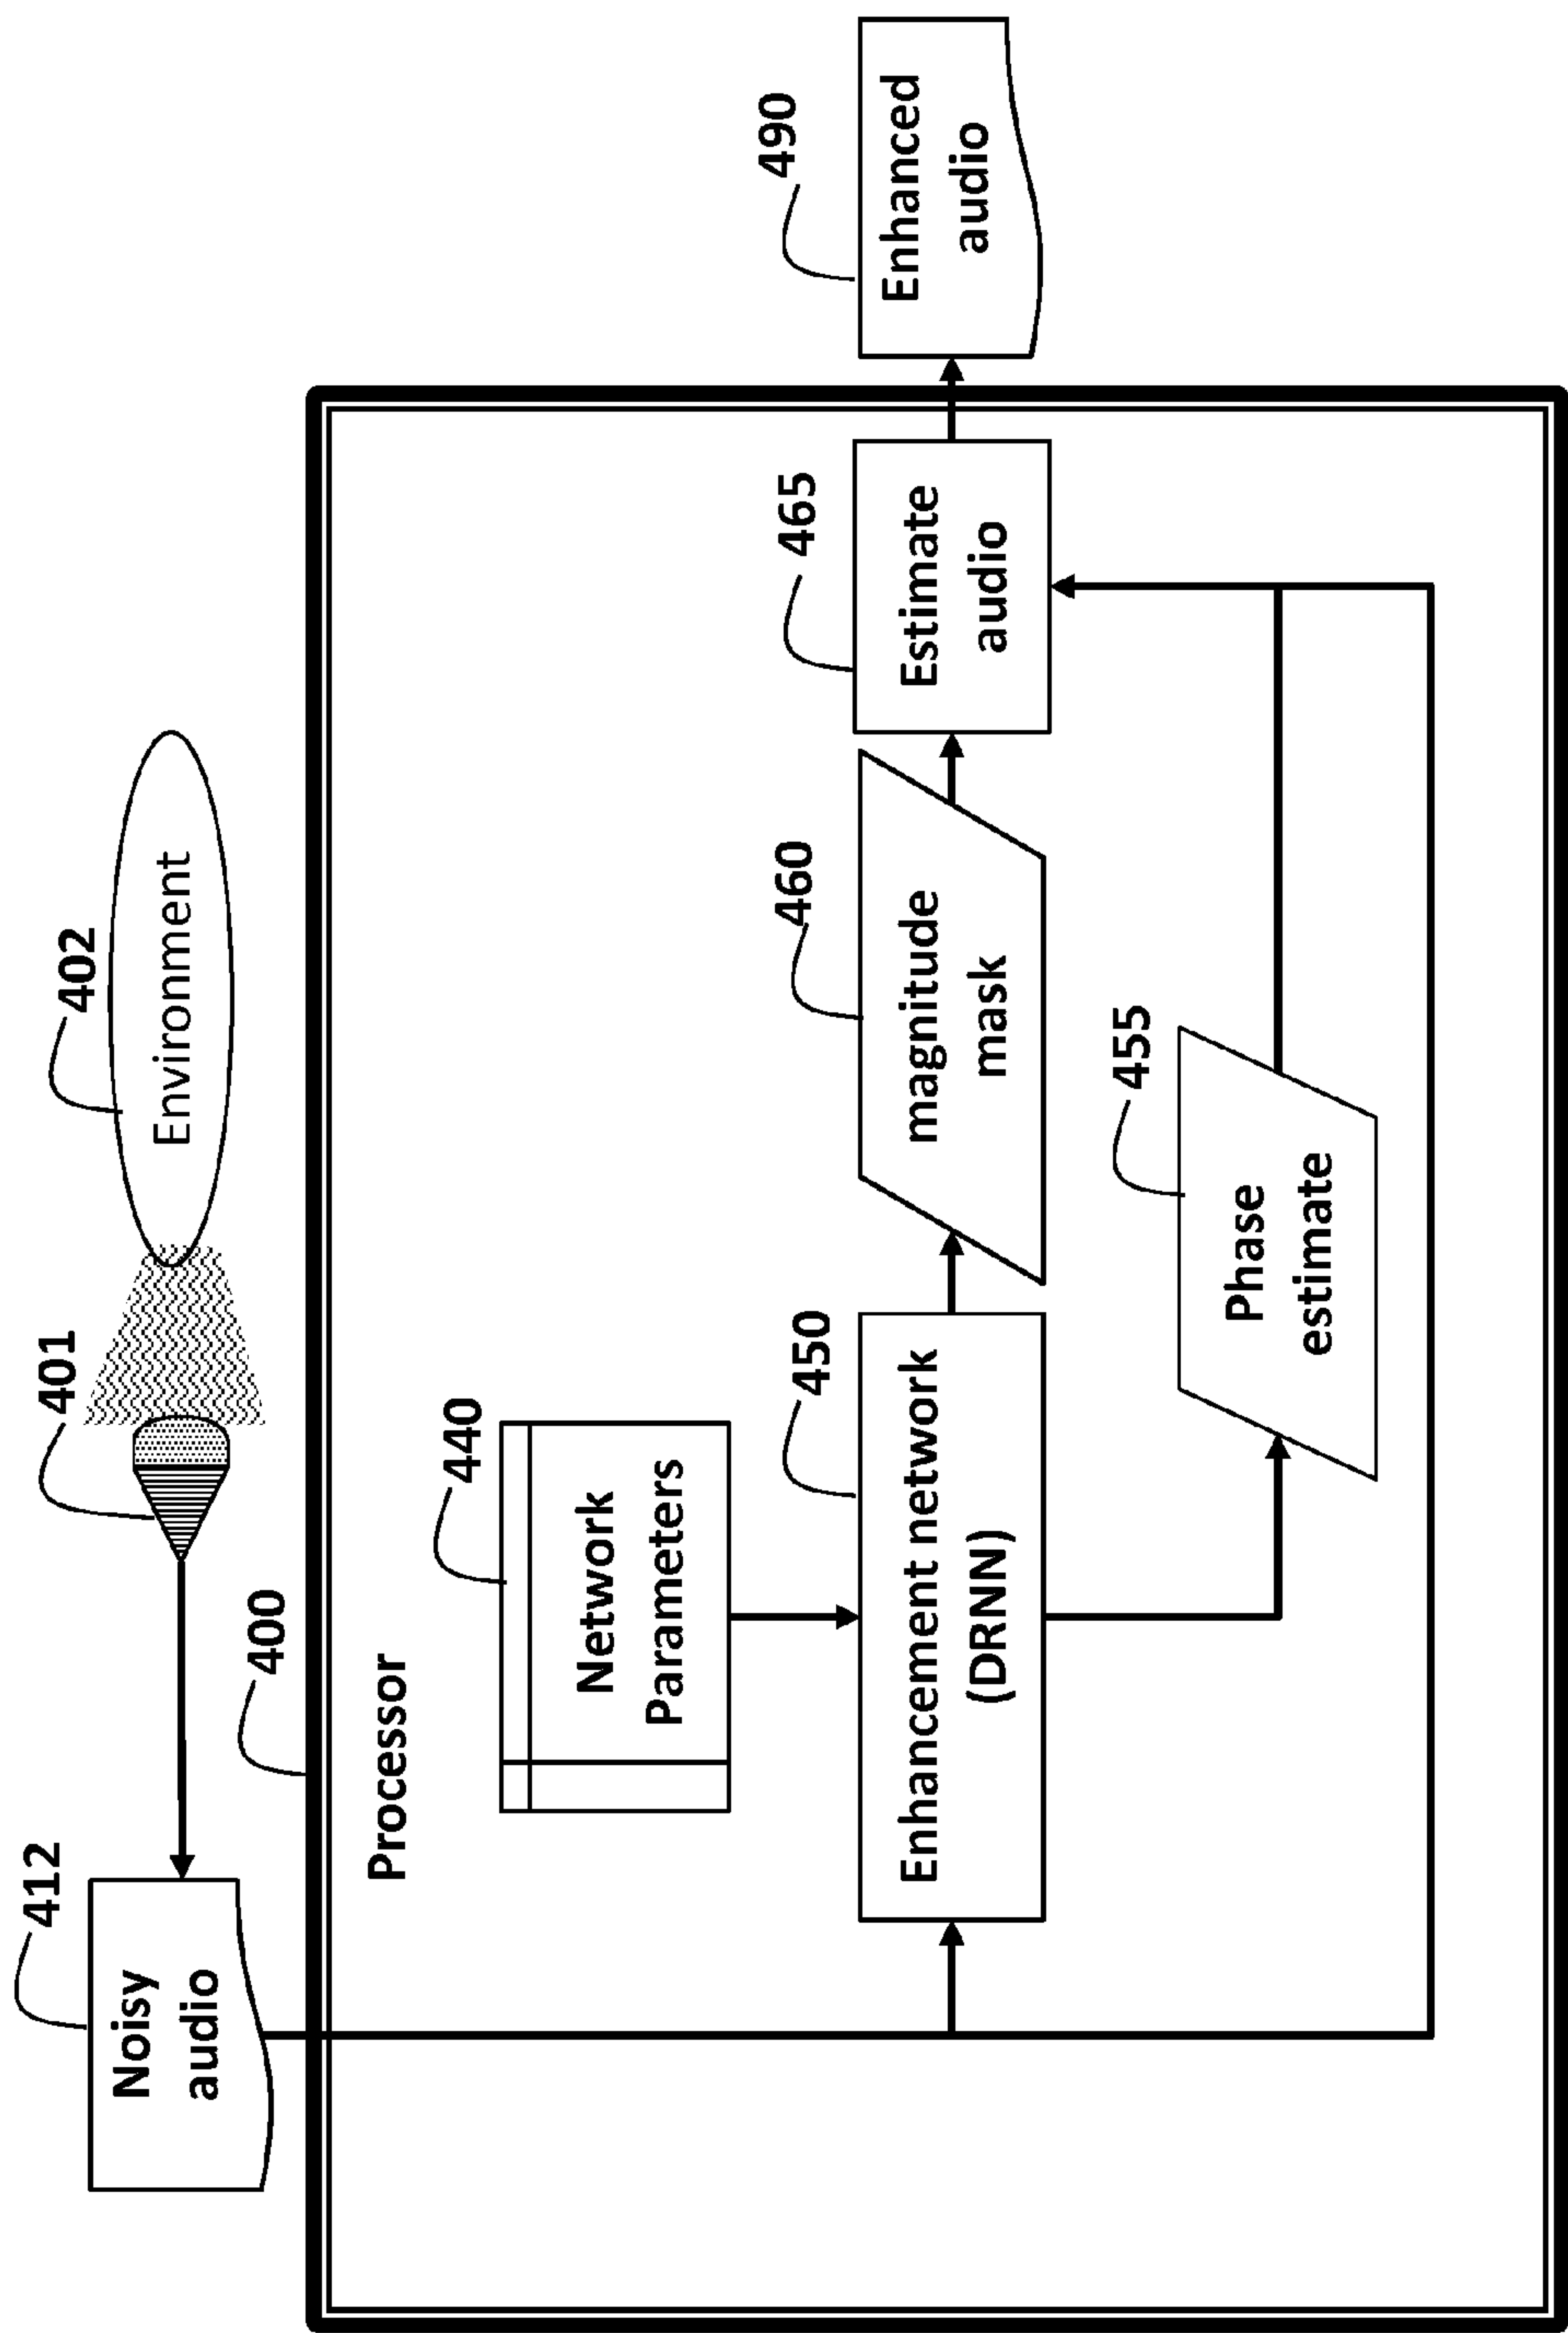 412
Noisy
audio
401
402
Environment
400
Processor
440
Network
Parameters
450
Enhancement network
(DRNN)
460
magnitude
mask
465
Estimate
audio
490
Enhanced
audio
455
Phase
estimate